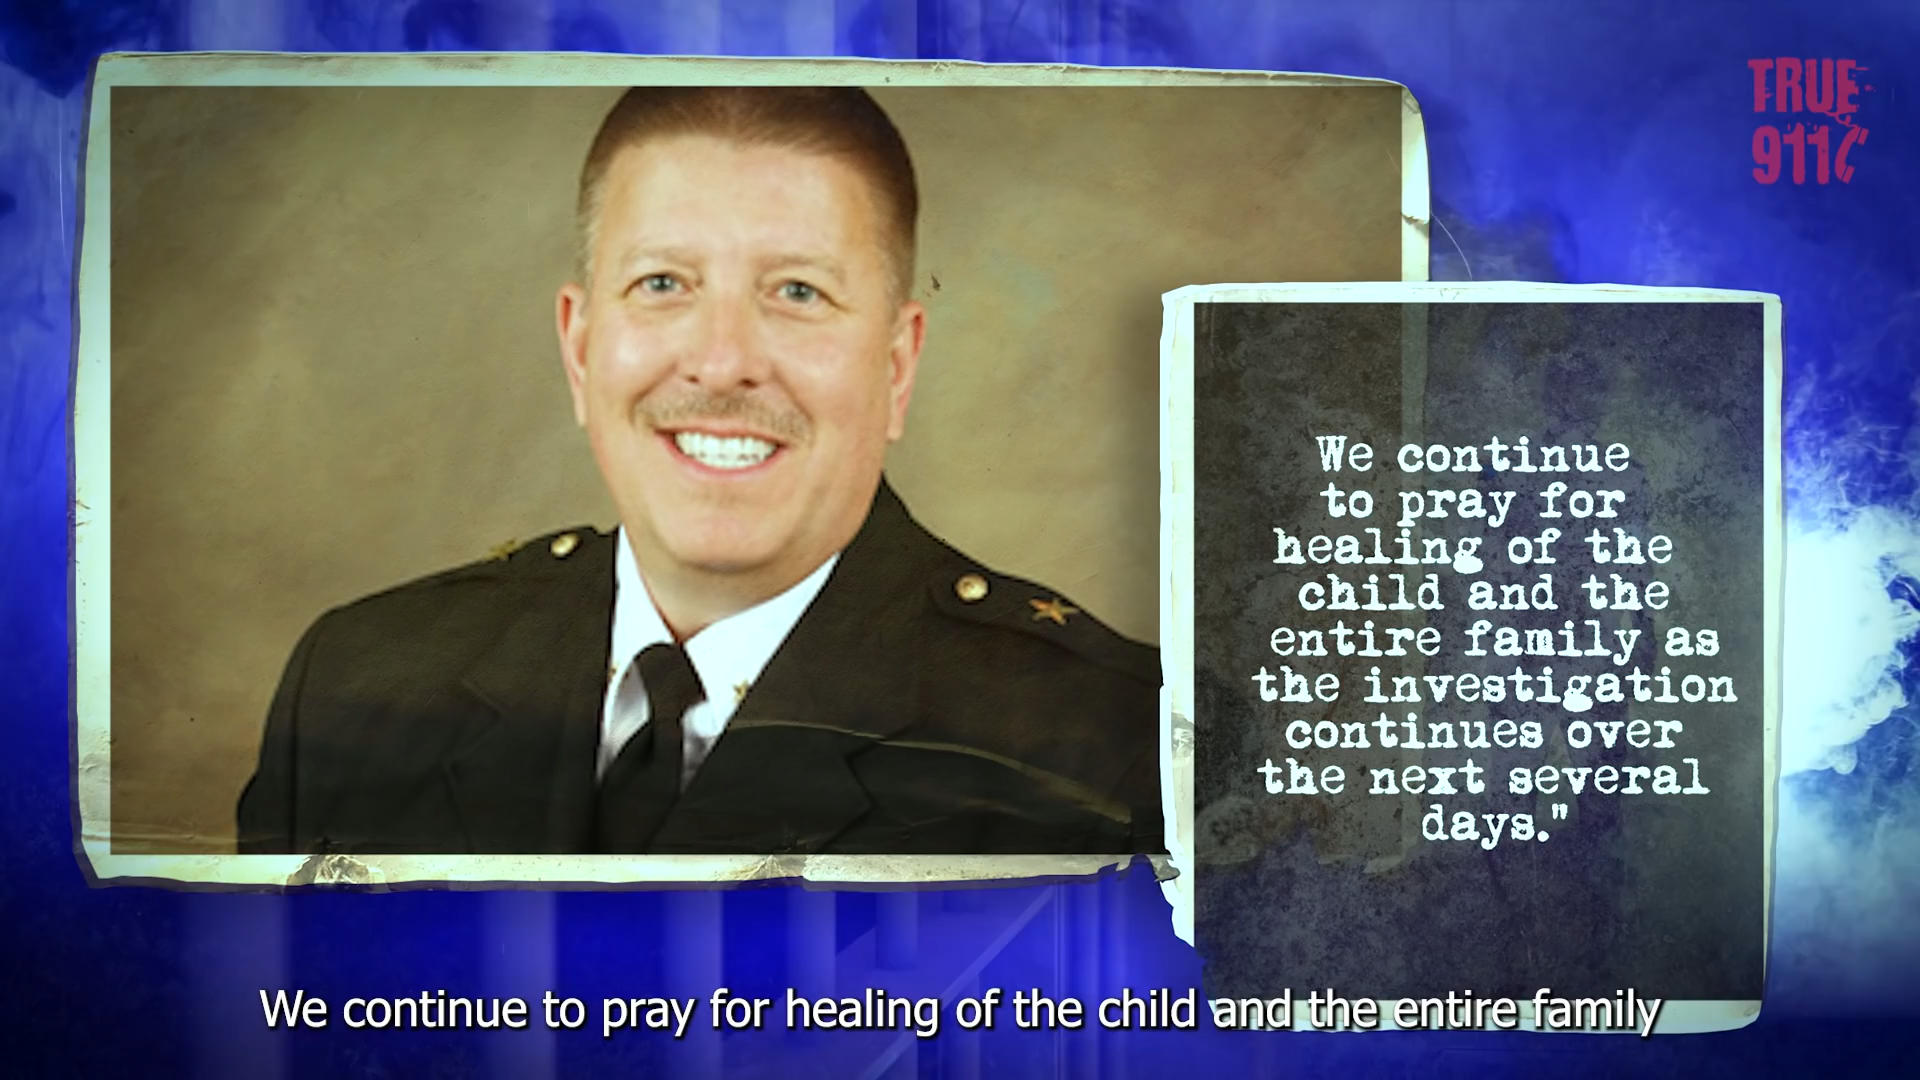 TRUE
911
We continue
to pray for
healing of the
child and the
entire family as
the investigation
continues over
the next several
days."
We continue to pray for healing of the child and the entire family